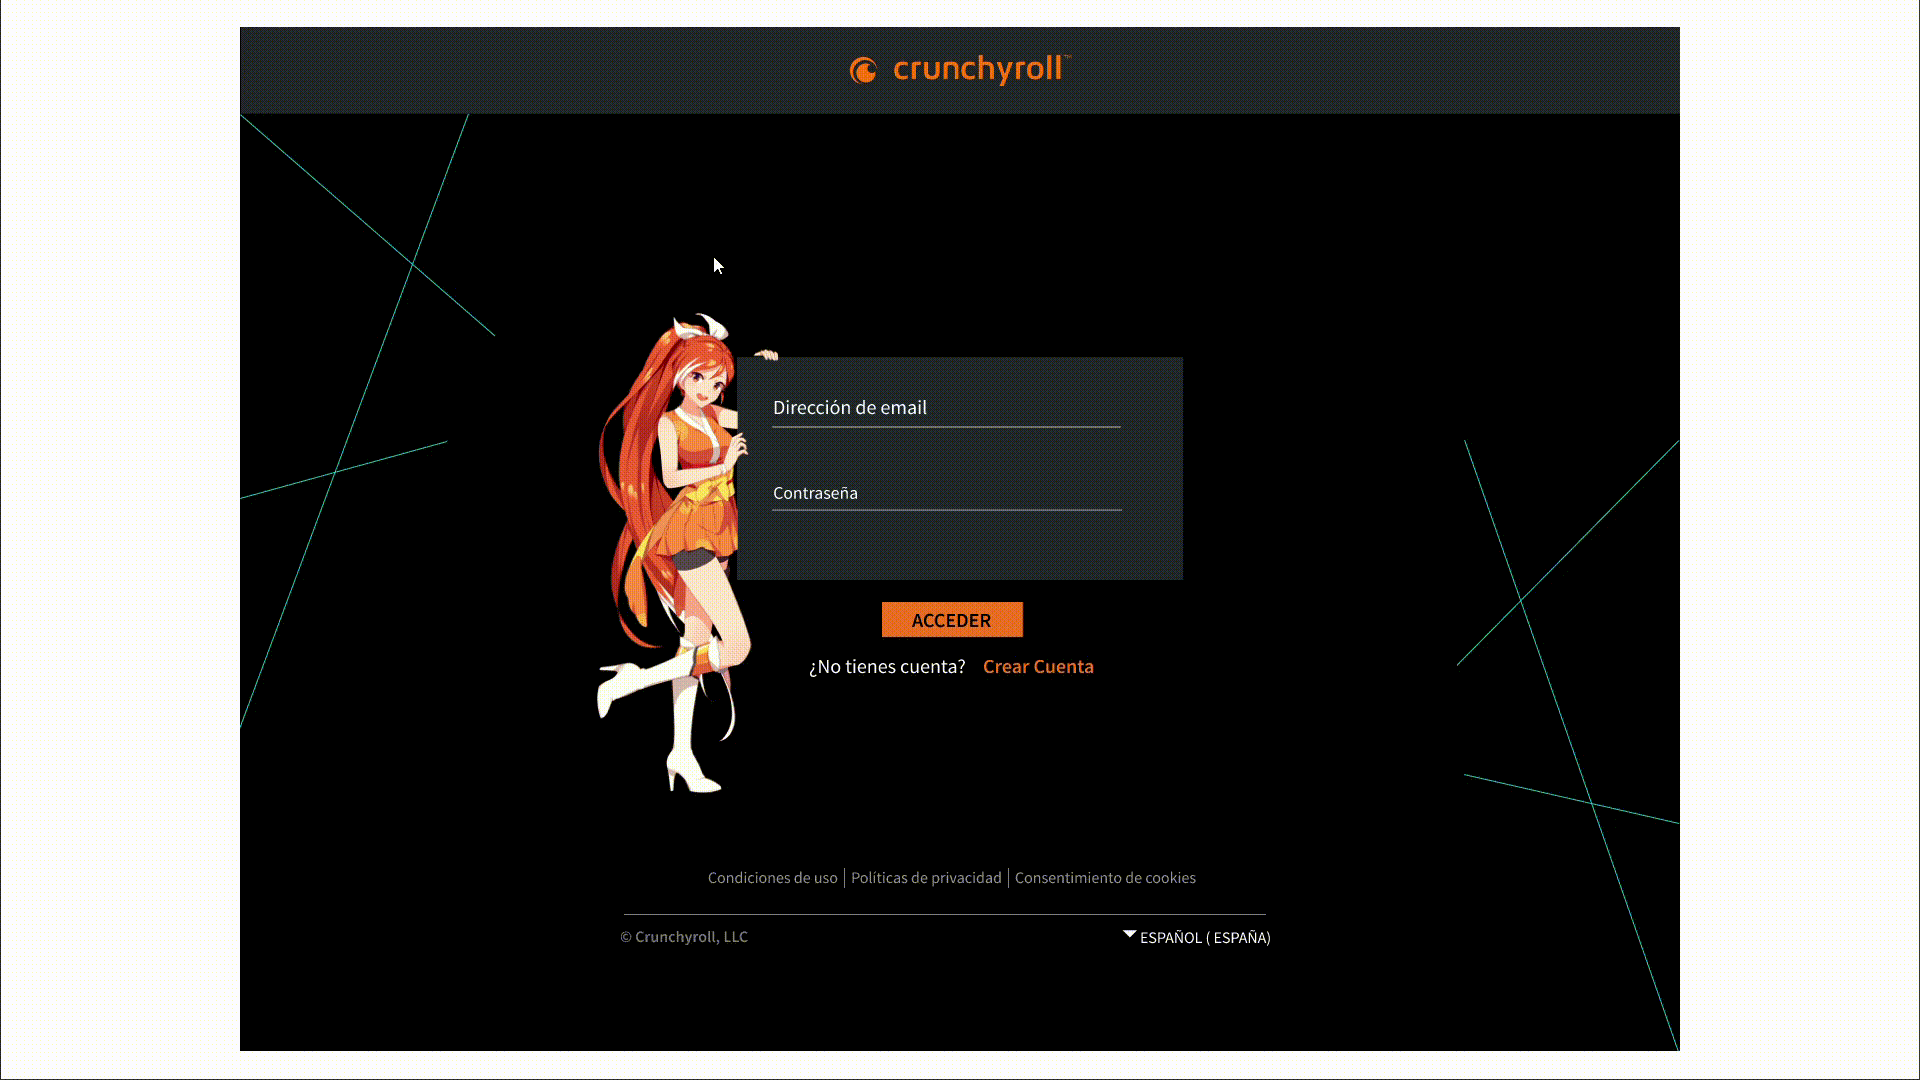 crunchyroll™
Dirección de email
Contraseña
ACCEDER
¿No tienes cuenta? Crear Cuenta
Condiciones de uso | Políticas de privacidad | Consentimiento de cookies
© Crunchyroll, LLC
ESPAÑOL ( ESPAÑA)